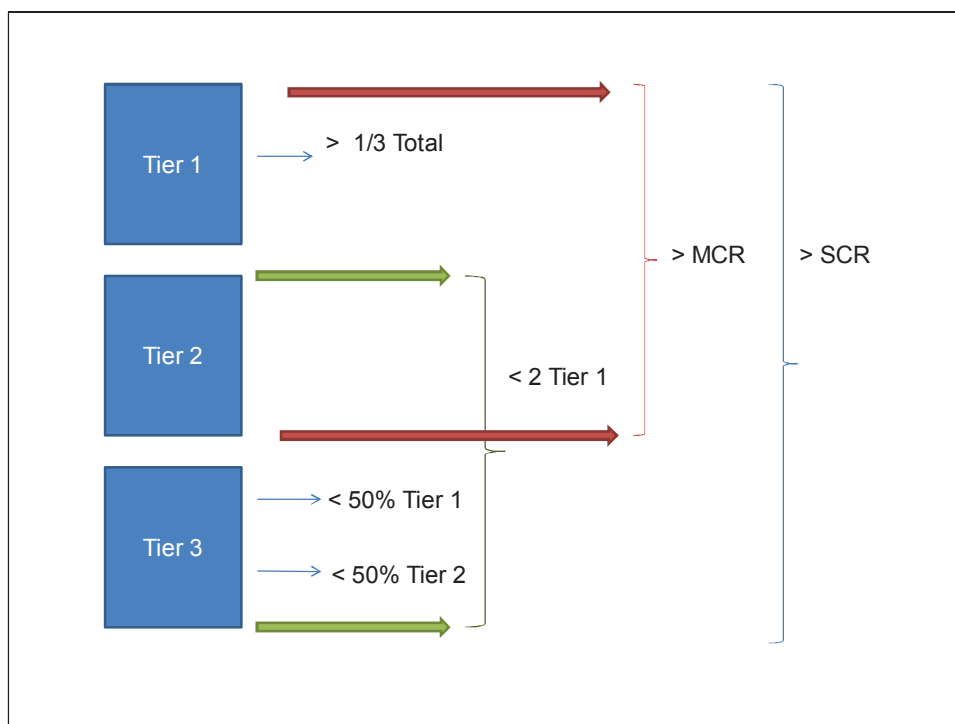 Tier 1
> 1/3 Total
> MCR
> SCR
Tier 2
< 2 Tier 1
Tier 3
< 50% Tier 1
< 50% Tier 2